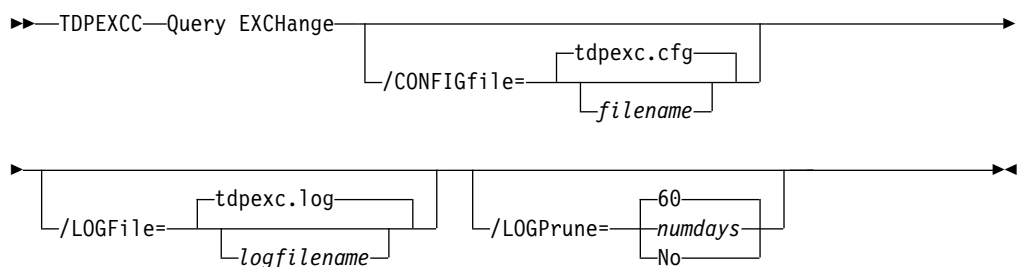 TDPEXCC Query EXCHange
tdpexc.cfg
/CONFIGfile=
filename
tdpexc.log
/LOGFile=
logfilename
60
/LOGPrune=
numdays
No